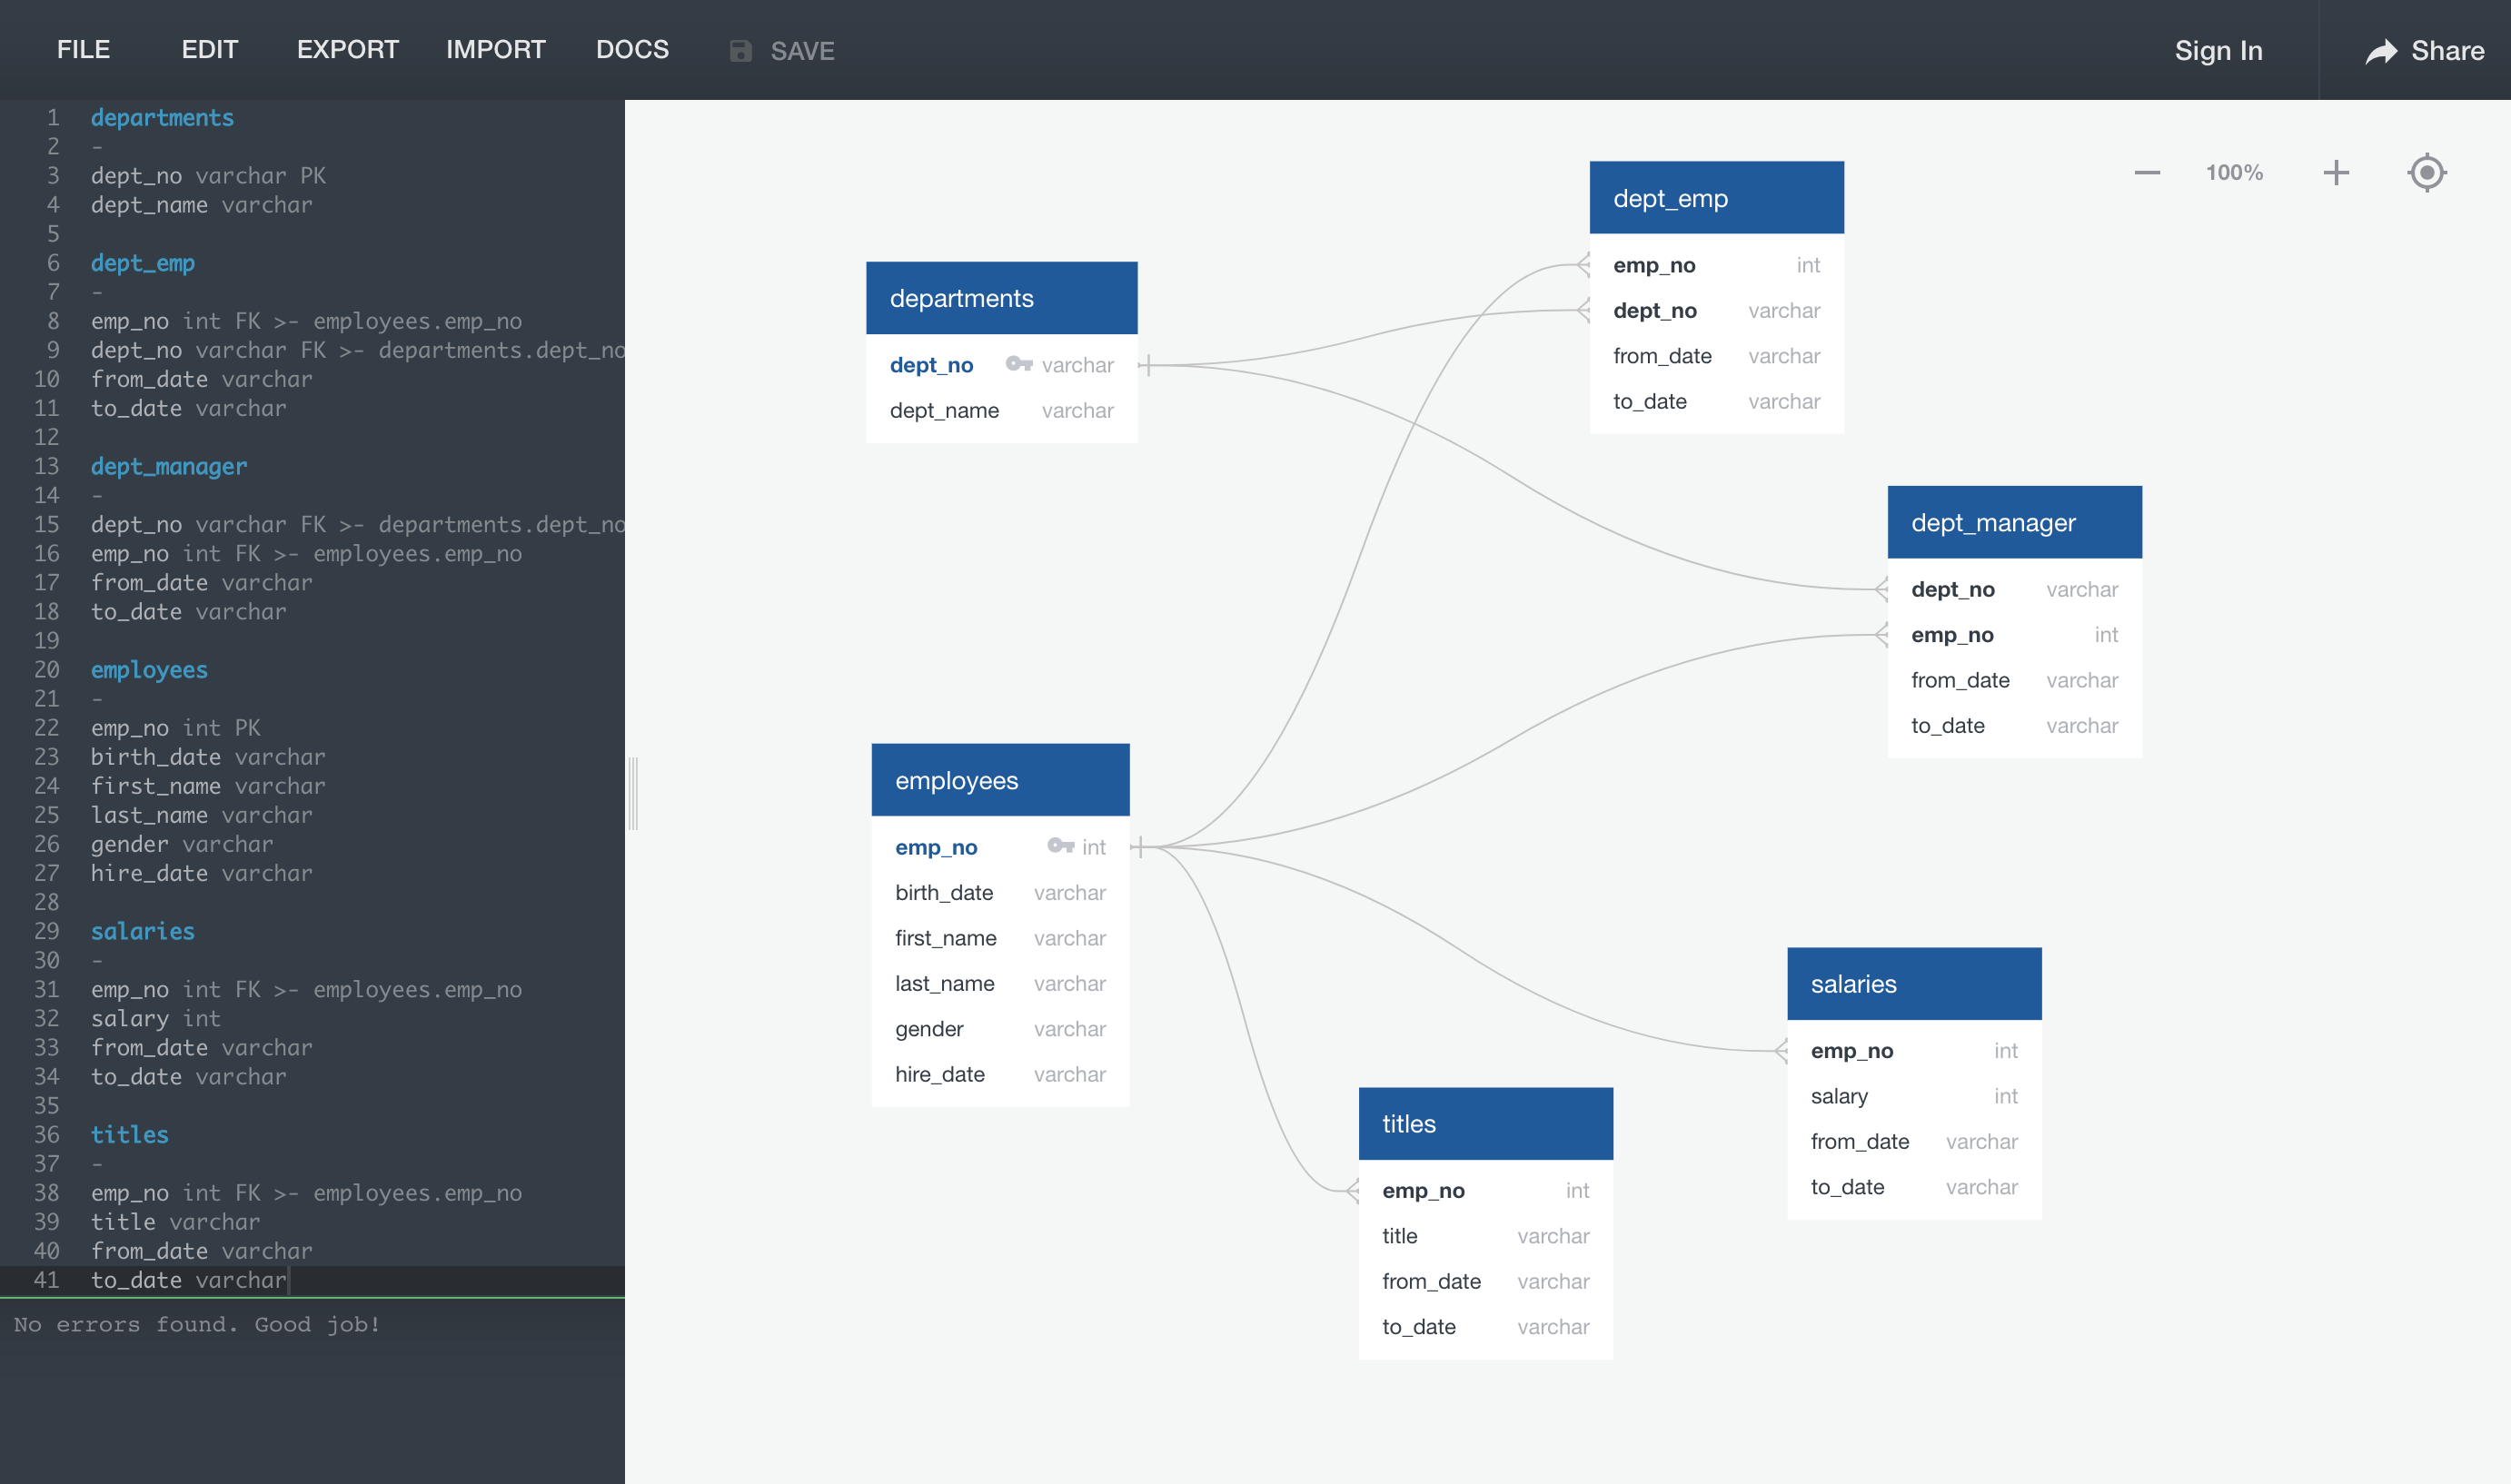 FILE EDIT EXPORT IMPORT DOCS SAVE Sign In Share
1 departments
2 -
3 dept_no varchar PK
4 dept_name varchar
5
6 dept_emp
7 -
8 emp_no int FK >- employees.emp_no
9 dept_no varchar FK >- departments.dept_no
10 from_date varchar
11 to_date varchar
12
13 dept_manager
14 -
15 dept_no varchar FK >- departments.dept_no
16 emp_no int FK >- employees.emp_no
17 from_date varchar
18 to_date varchar
19
20 employees
21 -
22 emp_no int PK
23 birth_date varchar
24 first_name varchar
25 last_name varchar
26 gender varchar
27 hire_date varchar
28
29 salaries
30 -
31 emp_no int FK >- employees.emp_no
32 salary int
33 from_date varchar
34 to_date varchar
35
36 titles
37 -
38 emp_no int FK >- employees.emp_no
39 title varchar
40 from_date varchar
41 to_date varchar
No errors found. Good job!
100%
departments
dept_no varchar
dept_name varchar
dept_emp
emp_no int
dept_no varchar
from_date varchar
to_date varchar
dept_manager
dept_no varchar
emp_no int
from_date varchar
to_date varchar
employees
emp_no int
birth_date varchar
first_name varchar
last_name varchar
gender varchar
hire_date varchar
salaries
emp_no int
salary int
from_date varchar
to_date varchar
titles
emp_no int
title varchar
from_date varchar
to_date varchar